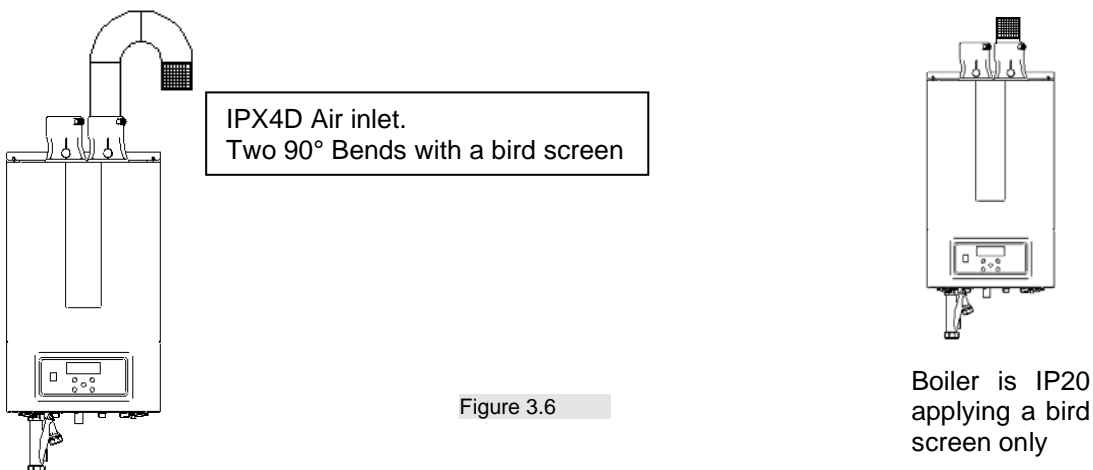 IPX4D Air inlet.
Two 90° Bends with a bird screen
Figure 3.6
Boiler is IP20
applying a bird
screen only